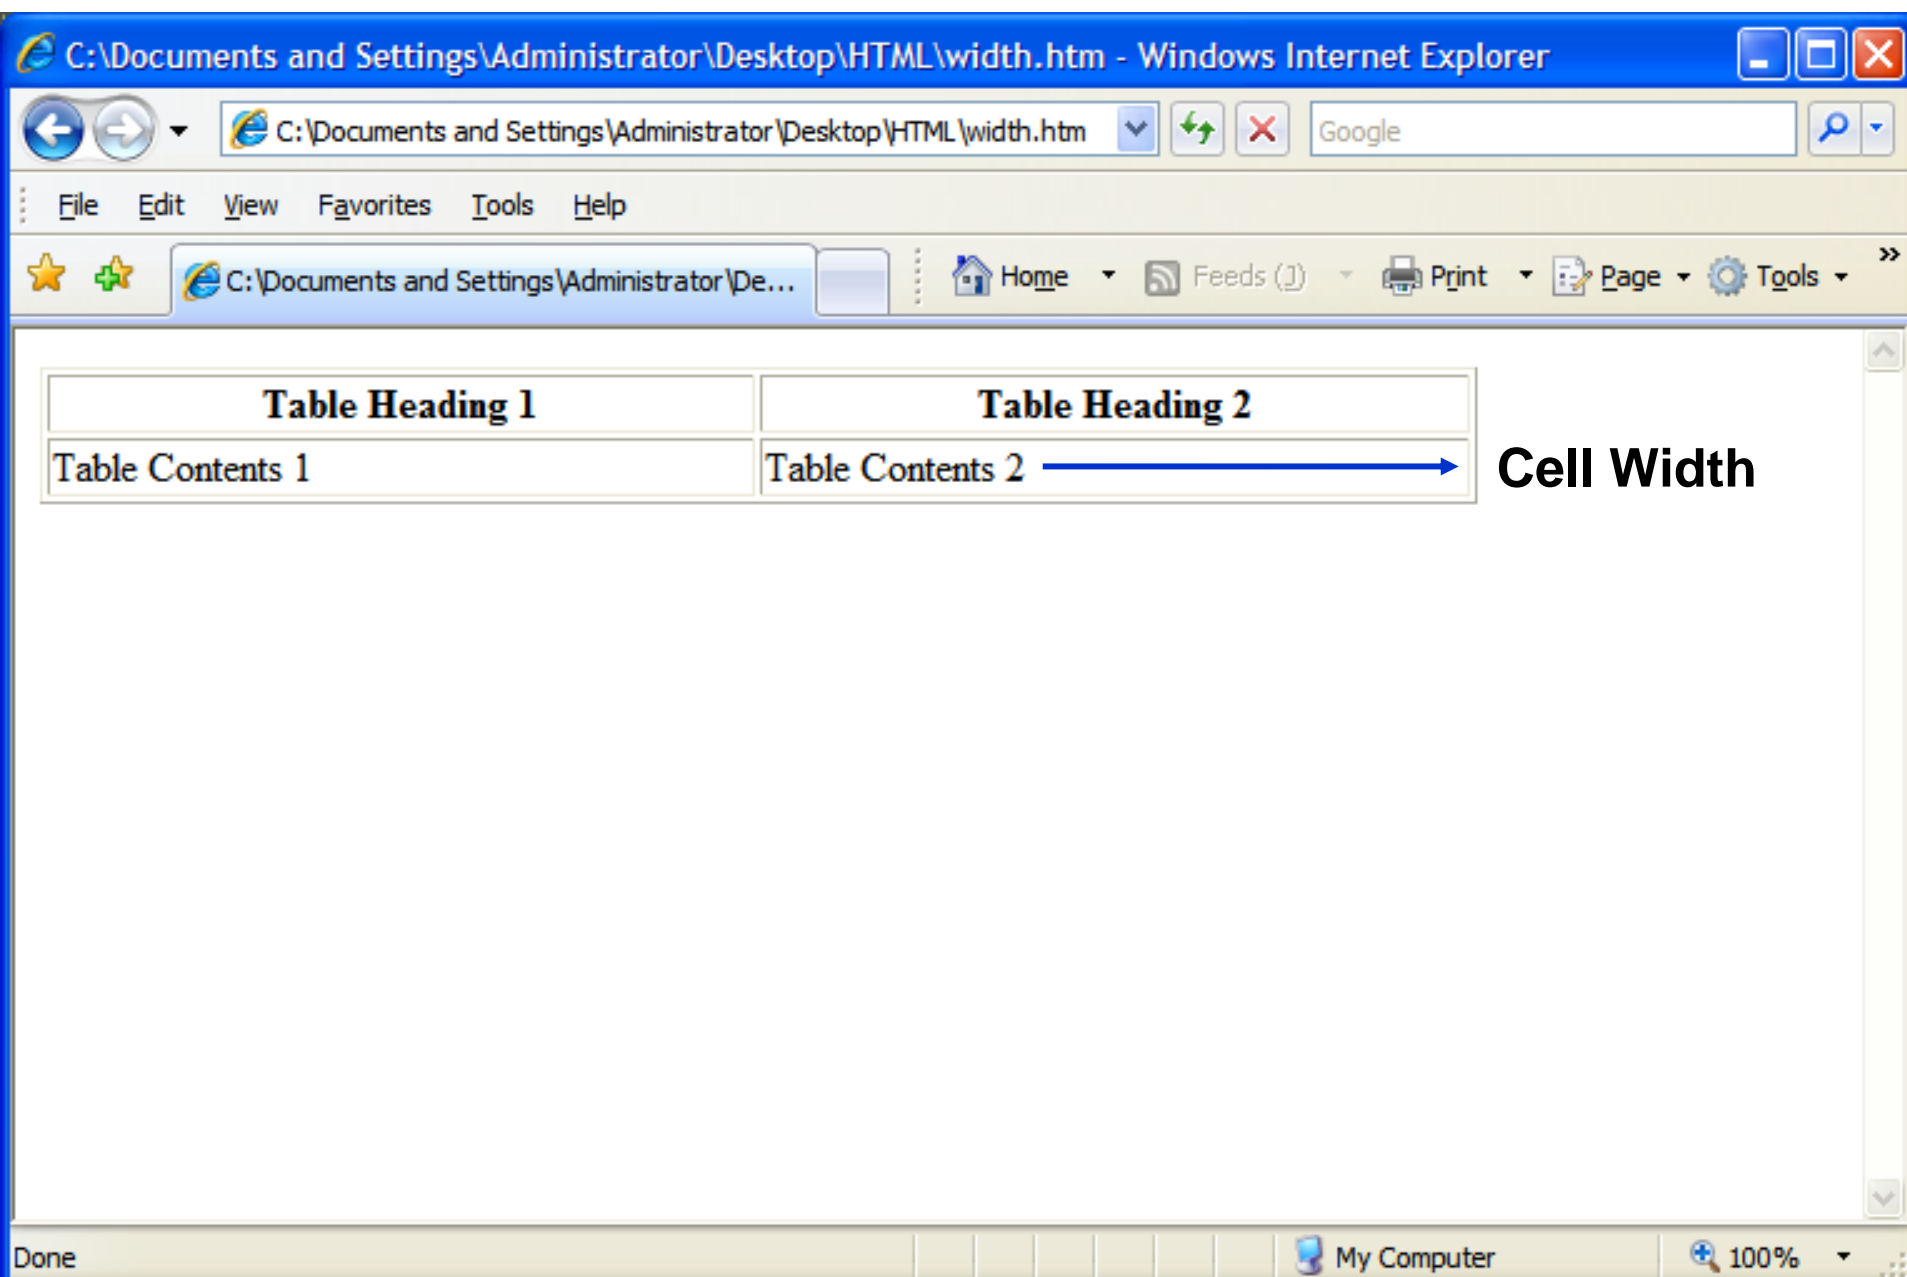 C:\Documents and Settings\Administrator\Desktop\HTML\width.htm - Windows Internet Explorer
C:\Documents and Settings\Administrator\Desktop\HTML\width.htm Google
File Edit View Favorites Tools Help
C:\Documents and Settings\Administrator\De... Home Feeds (J) Print Page Tools »
Table Heading 1 Table Heading 2
Table Contents 1 Table Contents 2 Cell Width
Done My Computer 100%